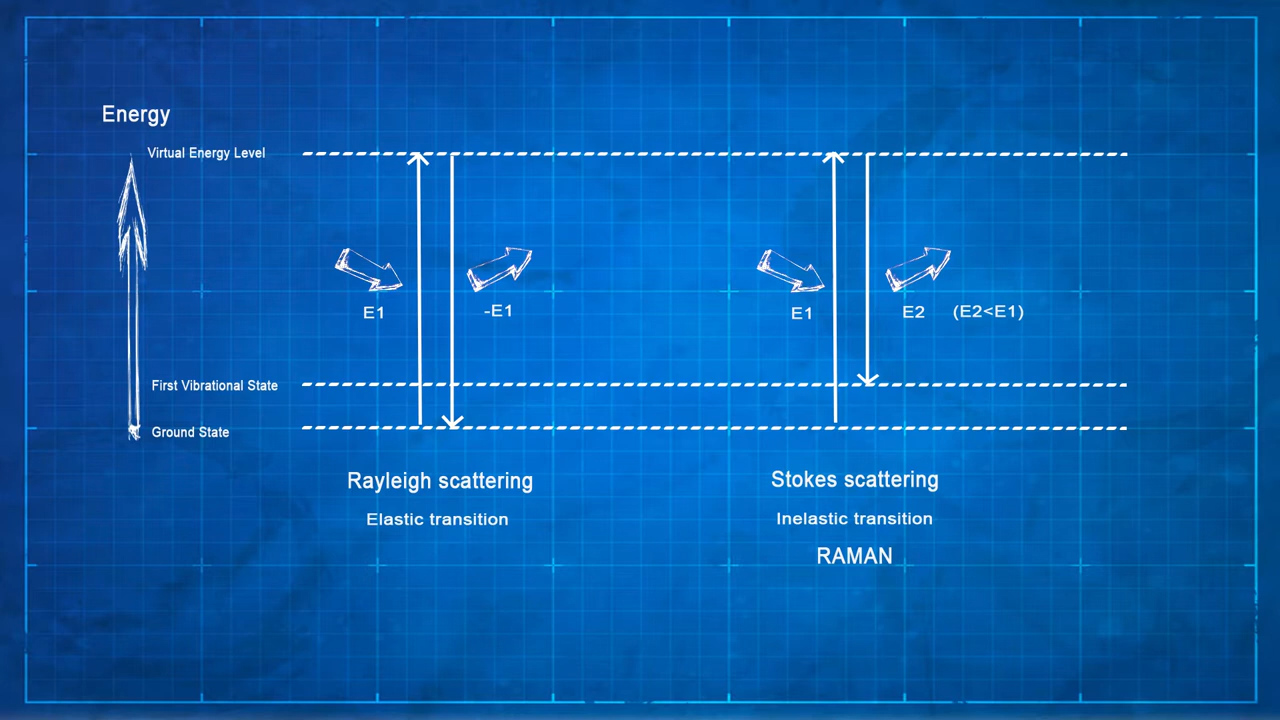 Energy
Virtual Energy Level
E1
-E1
E1
E2 (E2<E1)
First Vibrational State
Ground State
Rayleigh scattering
Elastic transition
Stokes scattering
Inelastic transition
RAMAN